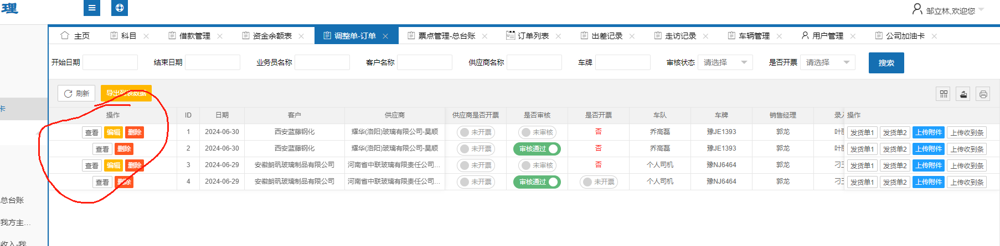 理
邹立林,欢迎您
主页 科目 借款管理 资金余额表 调整单-订单 票点管理-总台账 订单列表 出差记录 走访记录 车辆管理 用户管理 公司加油卡
开始日期 结束日期 业务员名称 客户名称 供应商名称 车牌 审核状态 请选择 是否开票 请选择 搜索
刷新 导出列表数据
卡
操作 ID 日期 客户 供应商 供应商是否开票 是否审核 是否开票 车队 车牌 销售经理 操作
查看 编辑 删除 1 2024-06-30 西安蓝藤钢化 耀华(洛阳)玻璃有限公司-昊顺 未开票 未审核 否 乔高磊 豫JE1393 郭龙 叶 发货单1 发货单2 上传附件 上传收到条
查看 删除 2 2024-06-30 西安蓝藤钢化 耀华(洛阳)玻璃有限公司-昊顺 未开票 审核通过 否 乔高磊 豫JE1393 郭龙 叶 发货单1 发货单2 上传附件 上传收到条
查看 编辑 删除 3 2024-06-29 安徽朗矾玻璃制品有限公司 河南省中联玻璃有限责任公司... 未开票 未审核 否 个人司机 豫NJ6464 郭龙 刁 发货单1 发货单2 上传附件 上传收到条
查看 删除 4 2024-06-29 安徽朗矾玻璃制品有限公司 河南省中联玻璃有限责任公司... 未开票 审核通过 未开票 个人司机 豫NJ6464 郭龙 刁 发货单1 发货单2 上传附件 上传收到条
总台账
我方主...
收入-我